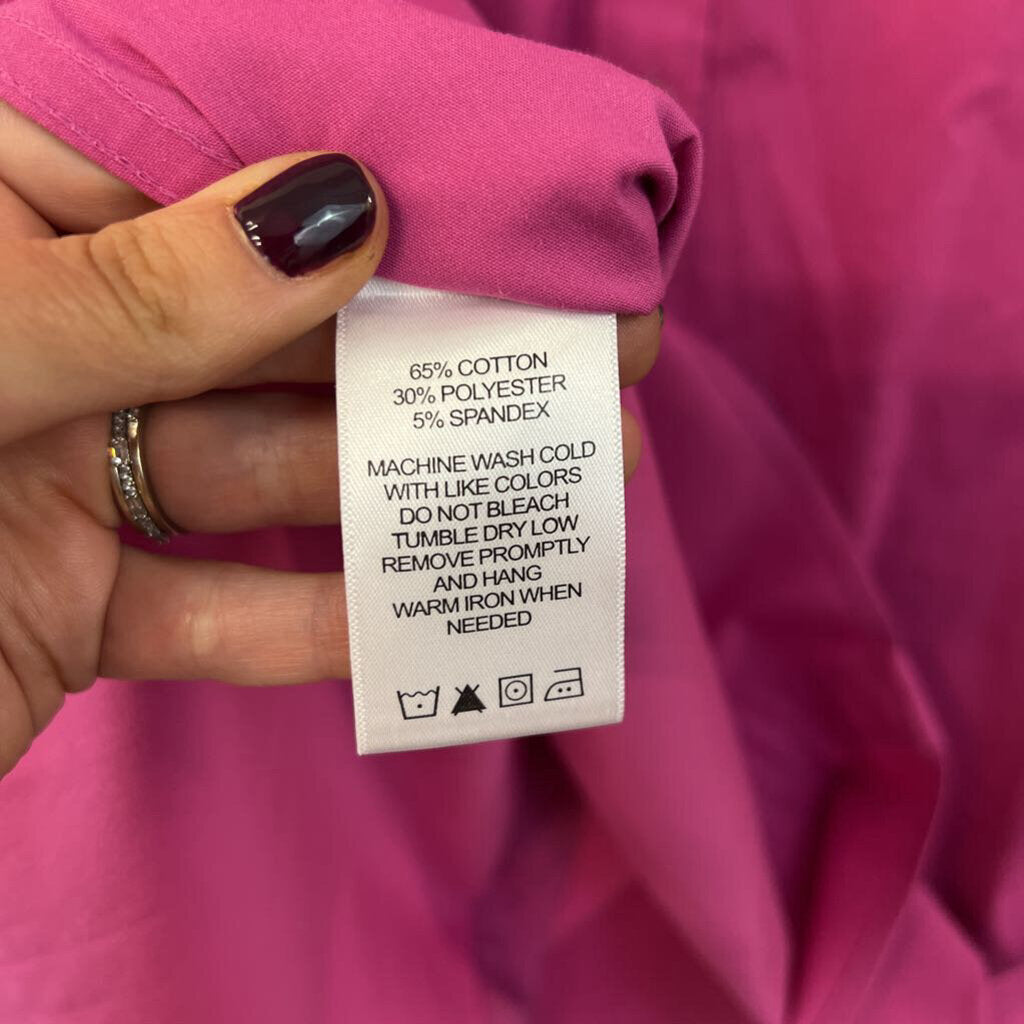 65% COTTON
30% POLYESTER
5% SPANDEX
MACHINE WASH COLD
WITH LIKE COLORS
DO NOT BLEACH
TUMBLE DRY LOW
REMOVE PROMPTLY
AND HANG
WARM IRON WHEN
NEEDED